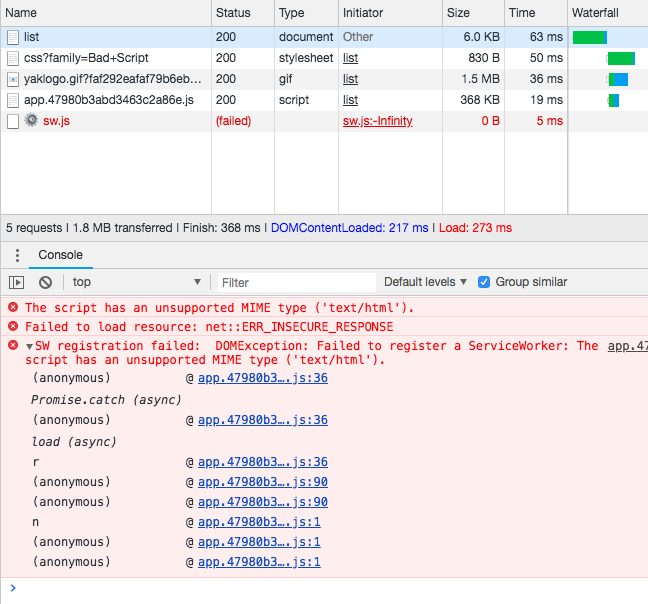 Name Status Type Initiator Size Time Waterfall
list 200 document Other 6.0 KB 63 ms
css?family=Bad+Script 200 stylesheet list 830 B 50 ms
yaklogo.gif?faf292eafaf79b6eb... 200 gif list 1.5 MB 36 ms
app.47980b3abd3463c2a86e.js 200 script list 368 KB 19 ms
sw.js (failed) sw.js:-Infinity 0 B 5 ms
5 requests | 1.8 MB transferred | Finish: 368 ms | DOMContentLoaded: 217 ms | Load: 273 ms
Console
top Filter Default levels Group similar
The script has an unsupported MIME type ('text/html').
Failed to load resource: net::ERR_INSECURE_RESPONSE
SW registration failed: DOMException: Failed to register a ServiceWorker: The app.47
script has an unsupported MIME type ('text/html').
(anonymous) @ app.47980b3….js:36
Promise.catch (async)
(anonymous) @ app.47980b3….js:36
load (async)
r @ app.47980b3….js:36
(anonymous) @ app.47980b3….js:90
(anonymous) @ app.47980b3….js:90
n @ app.47980b3….js:1
(anonymous) @ app.47980b3….js:1
(anonymous) @ app.47980b3….js:1